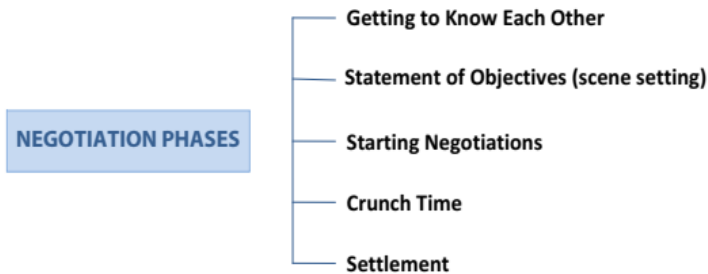 NEGOTIATION PHASES
Getting to Know Each Other
Statement of Objectives (scene setting)
Starting Negotiations
Crunch Time
Settlement